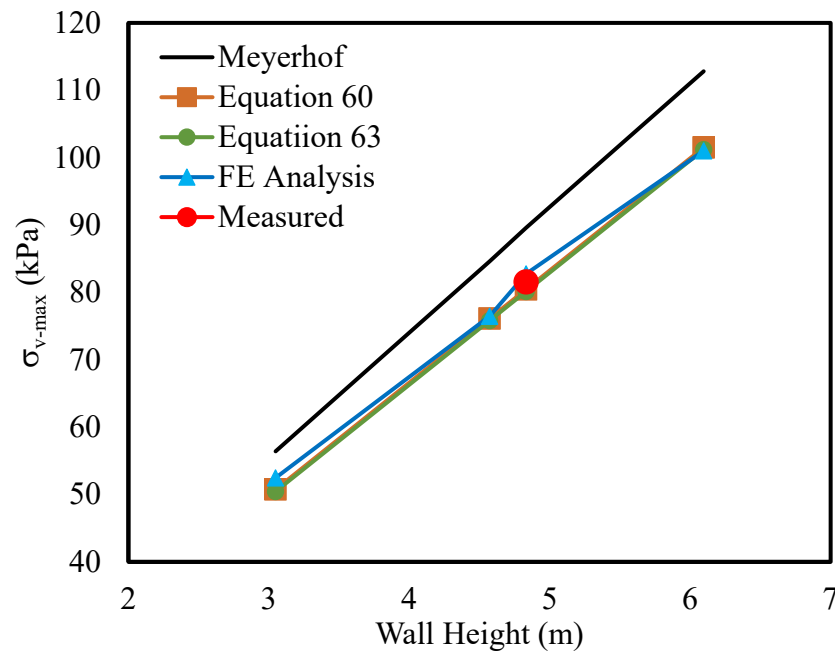 120
110
100
90
80
70
60
50
40
σv-max (kPa)
Meyerhof
Equation 60
Equatiion 63
FE Analysis
Measured
2 3 4 5 6 7
Wall Height (m)